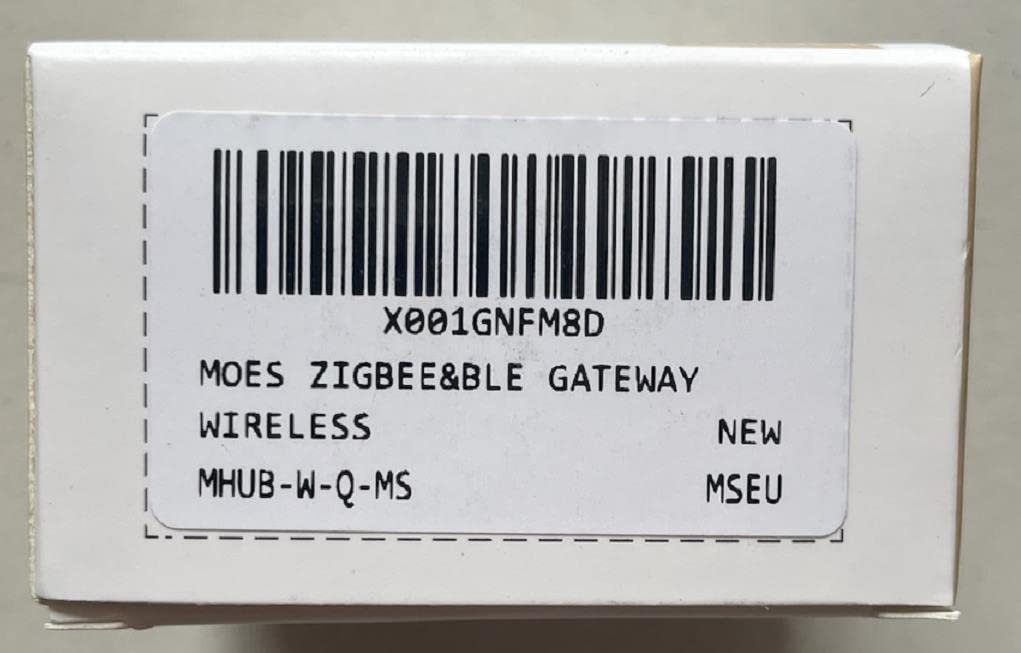 X001GNFM8D
MOES ZIGBEE&BLE GATEWAY
WIRELESS NEW
MHUB-W-Q-MS MSEU